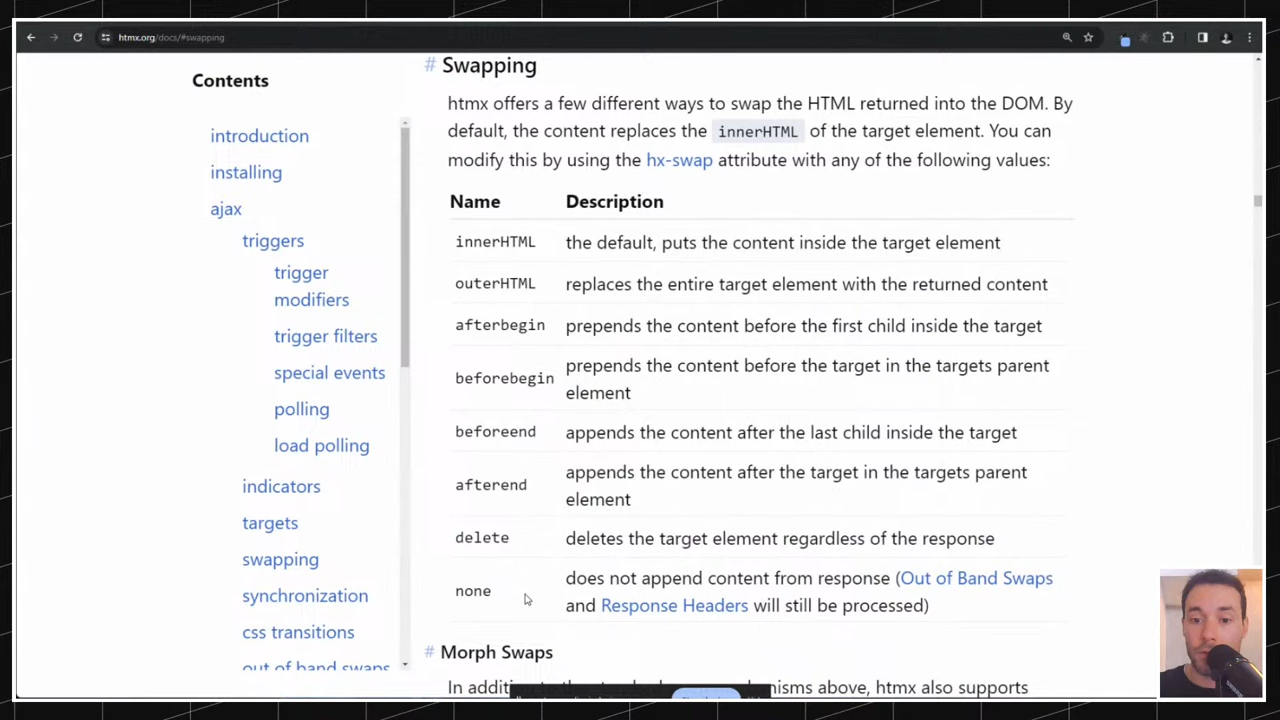 htmx.org/docs/#swapping
Contents
introduction
installing
ajax
triggers
trigger
modifiers
trigger filters
special events
polling
load polling
indicators
targets
swapping
synchronization
css transitions
out of band swaps
# Swapping
htmx offers a few different ways to swap the HTML returned into the DOM. By
default, the content replaces the innerHTML of the target element. You can
modify this by using the hx-swap attribute with any of the following values:
Name Description
innerHTML the default, puts the content inside the target element
outerHTML replaces the entire target element with the returned content
afterbegin prepends the content before the first child inside the target
beforebegin prepends the content before the target in the targets parent
element
beforeend appends the content after the last child inside the target
afterend appends the content after the target in the targets parent
element
delete deletes the target element regardless of the response
none does not append content from response (Out of Band Swaps
and Response Headers will still be processed)
# Morph Swaps
above, htmx also supports